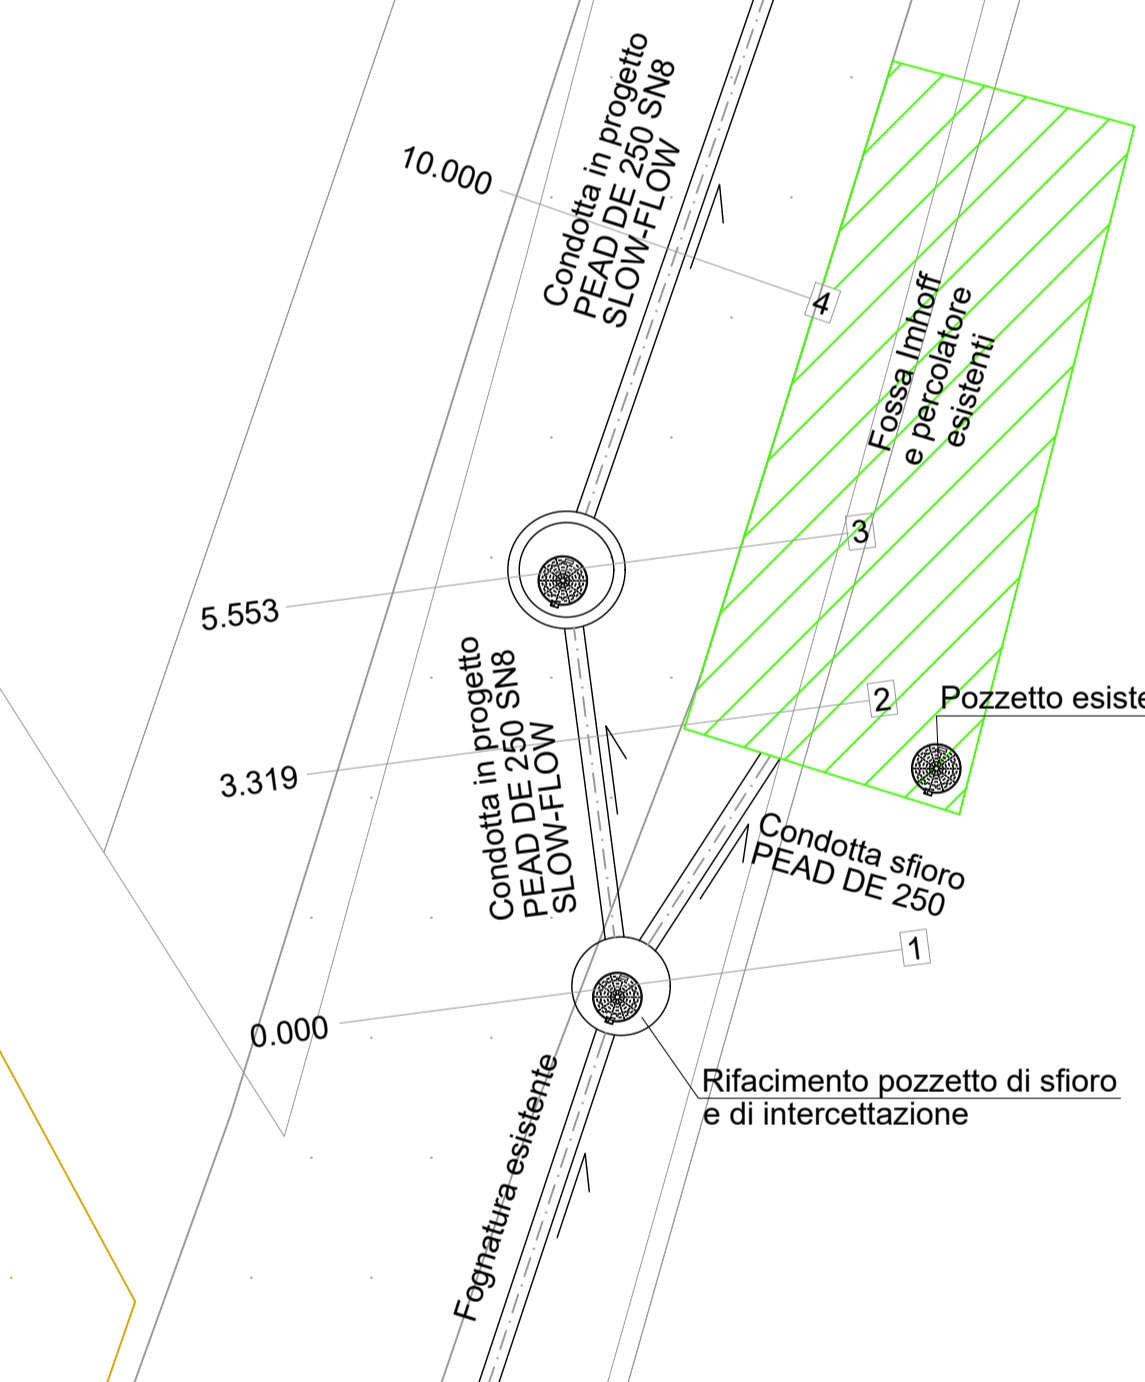 Condotta in progetto
PEAD DE 250 SN8
SLOW-FLOW
10.000
4
Fossa Imhoff
e percolatore
esistenti
3
5.553
Condotta in progetto
PEAD DE 250 SN8
SLOW-FLOW
2
Pozzetto esiste
3.319
Condotta sfioro
PEAD DE 250
1
0.000
Rifacimento pozzetto di sfioro
e di intercettazione
Fognatura esistente